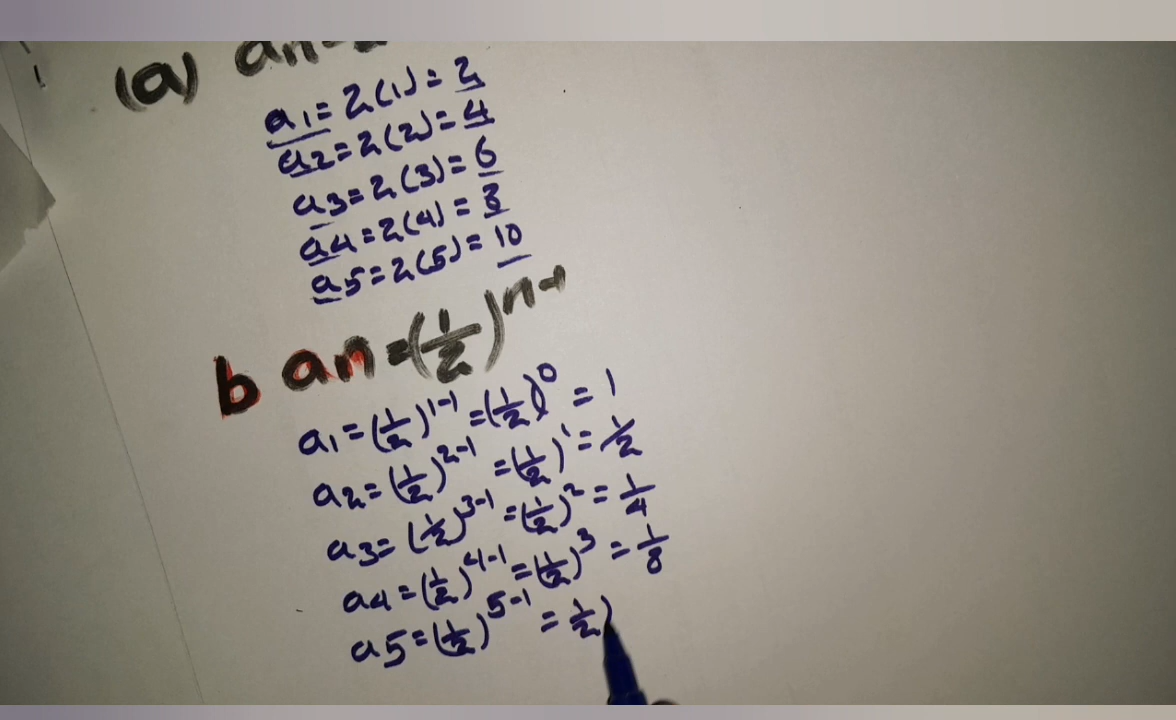 (a) an=2
a1=2(1)=2
a2=2(2)=4
a3=2(3)=6
a4=2(4)=8
a5=2(5)=10
b an=(1/2)^n-1
a1=(1/2)^1-1=(1/2)^0=1
a2=(1/2)^2-1=(1/2)^1=1/2
a3=(1/2)^3-1=(1/2)^2=1/4
a4=(1/2)^4-1=(1/2)^3=1/8
a5=(1/2)^5-1=1/2)